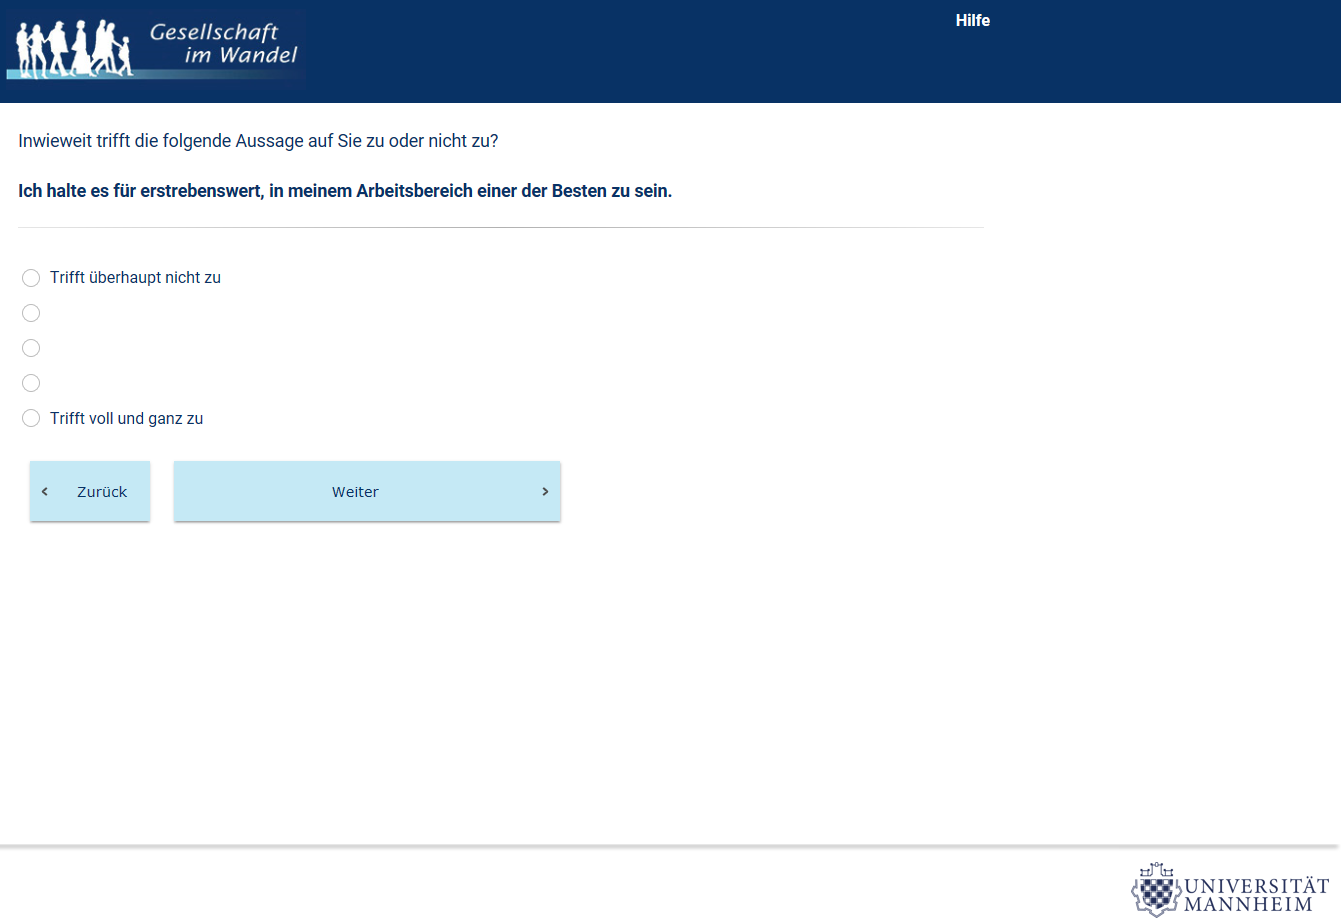 Gesellschaft
im Wandel
Hilfe
Inwieweit trifft die folgende Aussage auf Sie zu oder nicht zu?
Ich halte es für erstrebenswert, in meinem Arbeitsbereich einer der Besten zu sein.
Trifft überhaupt nicht zu
Trifft voll und ganz zu
Zurück
Weiter
UNIVERSITÄT
MANNHEIM